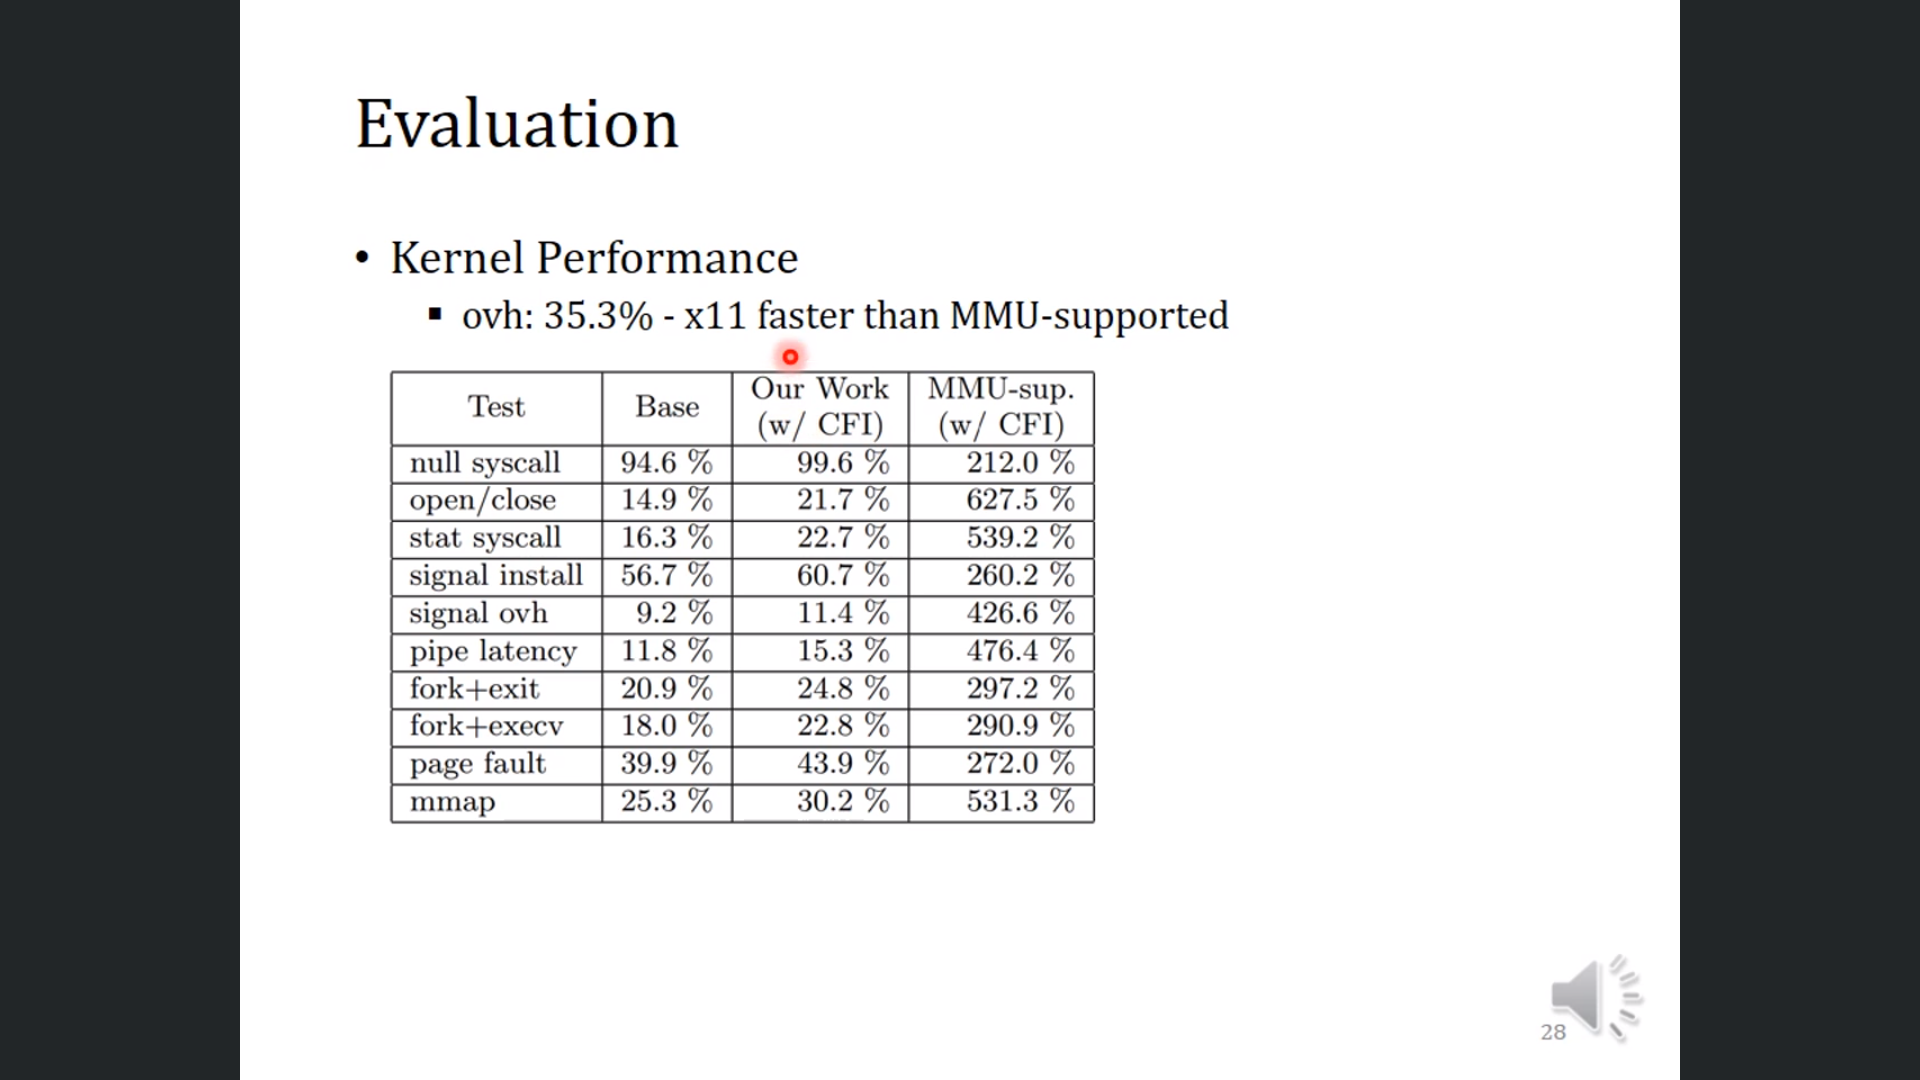 Evaluation
• Kernel Performance
▪ ovh: 35.3% - x11 faster than MMU-supported
Test Base Our Work (w/ CFI) MMU-sup. (w/ CFI)
null syscall 94.6 % 99.6 % 212.0 %
open/close 14.9 % 21.7 % 627.5 %
stat syscall 16.3 % 22.7 % 539.2 %
signal install 56.7 % 60.7 % 260.2 %
signal ovh 9.2 % 11.4 % 426.6 %
pipe latency 11.8 % 15.3 % 476.4 %
fork+exit 20.9 % 24.8 % 297.2 %
fork+execv 18.0 % 22.8 % 290.9 %
page fault 39.9 % 43.9 % 272.0 %
mmap 25.3 % 30.2 % 531.3 %
28